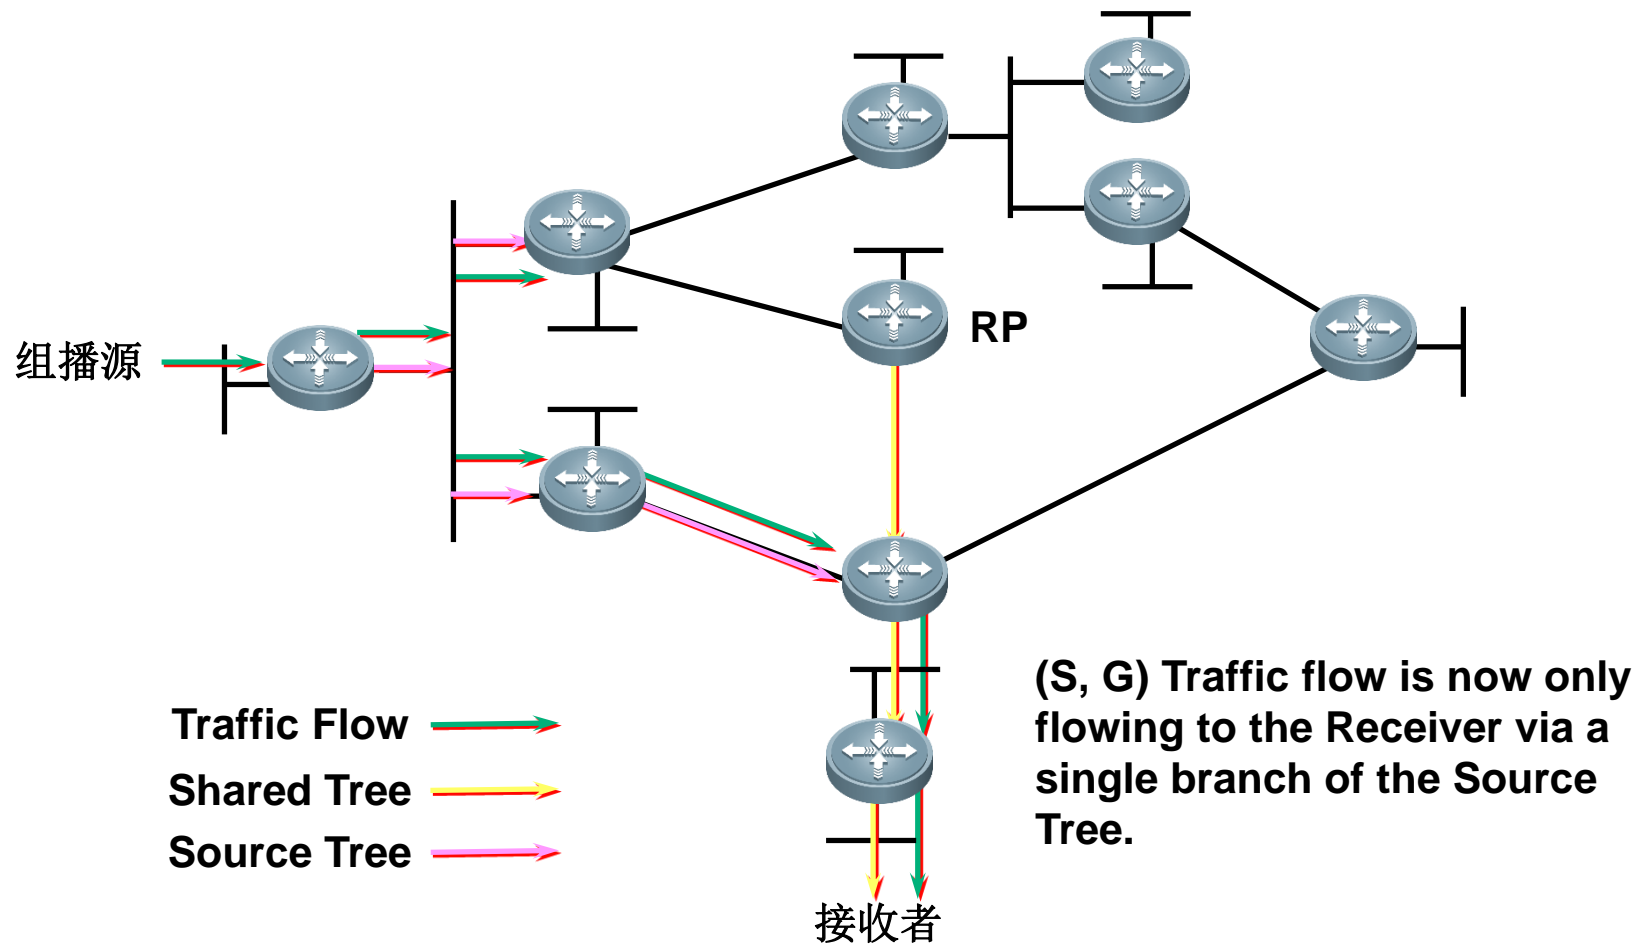 RP
组播源
(S, G) Traffic flow is now only
flowing to the Receiver via a
single branch of the Source
Tree.
Traffic Flow
Shared Tree
Source Tree
接收者